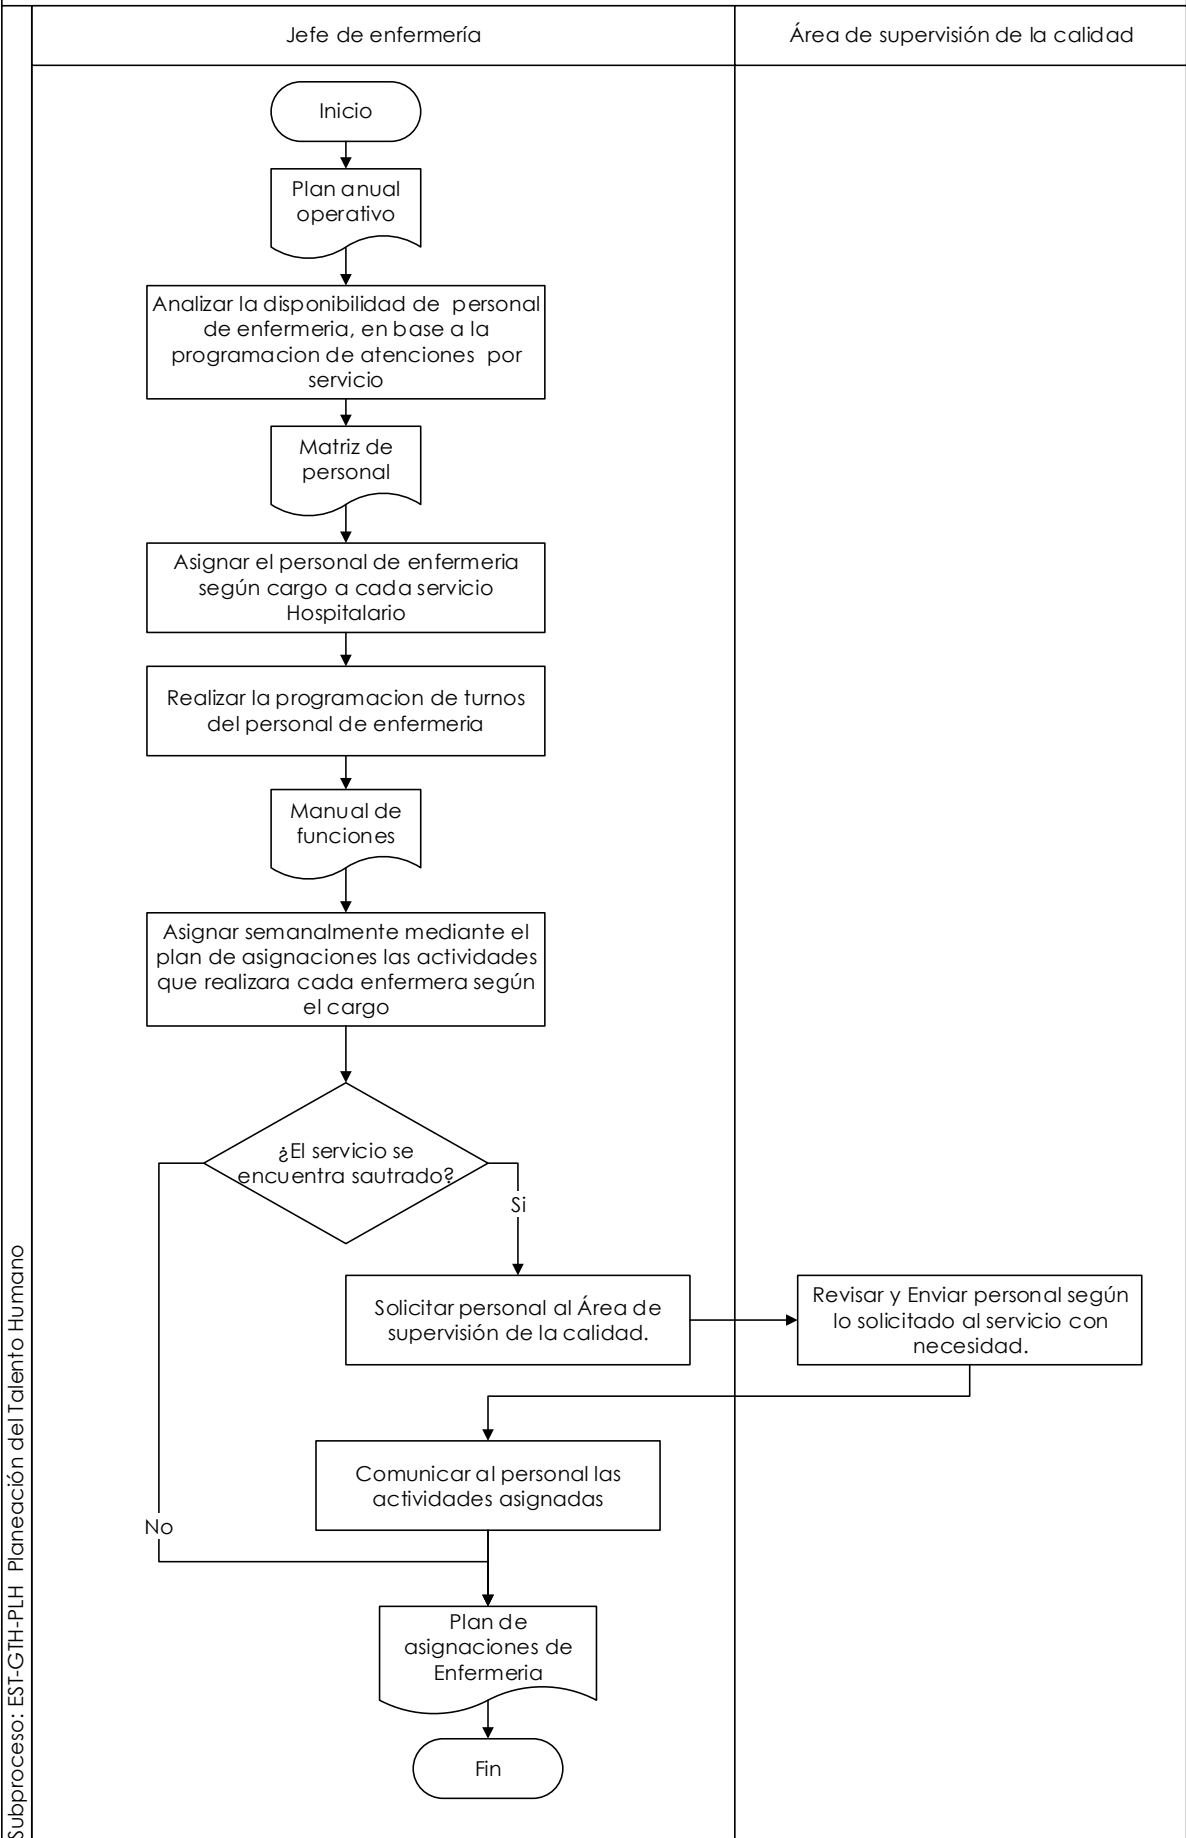 Jefe de enfermería
Área de supervisión de la calidad
Inicio
Plan anual
operativo
Analizar la disponibilidad de personal
de enfermeria, en base a la
programacion de atenciones por
servicio
Matriz de
personal
Asignar el personal de enfermeria
según cargo a cada servicio
Hospitalario
Realizar la programacion de turnos
del personal de enfermeria
Manual de
funciones
Asignar semanalmente mediante el
plan de asignaciones las actividades
que realizara cada enfermera según
el cargo
¿El servicio se
encuentra sautrado?
Si
Solicitar personal al Área de
supervisión de la calidad.
Revisar y Enviar personal según
lo solicitado al servicio con
necesidad.
Comunicar al personal las
actividades asignadas
No
Plan de
asignaciones de
Enfermeria
Fin
Subproceso: EST-GTH-PLH Planeación del Talento Humano